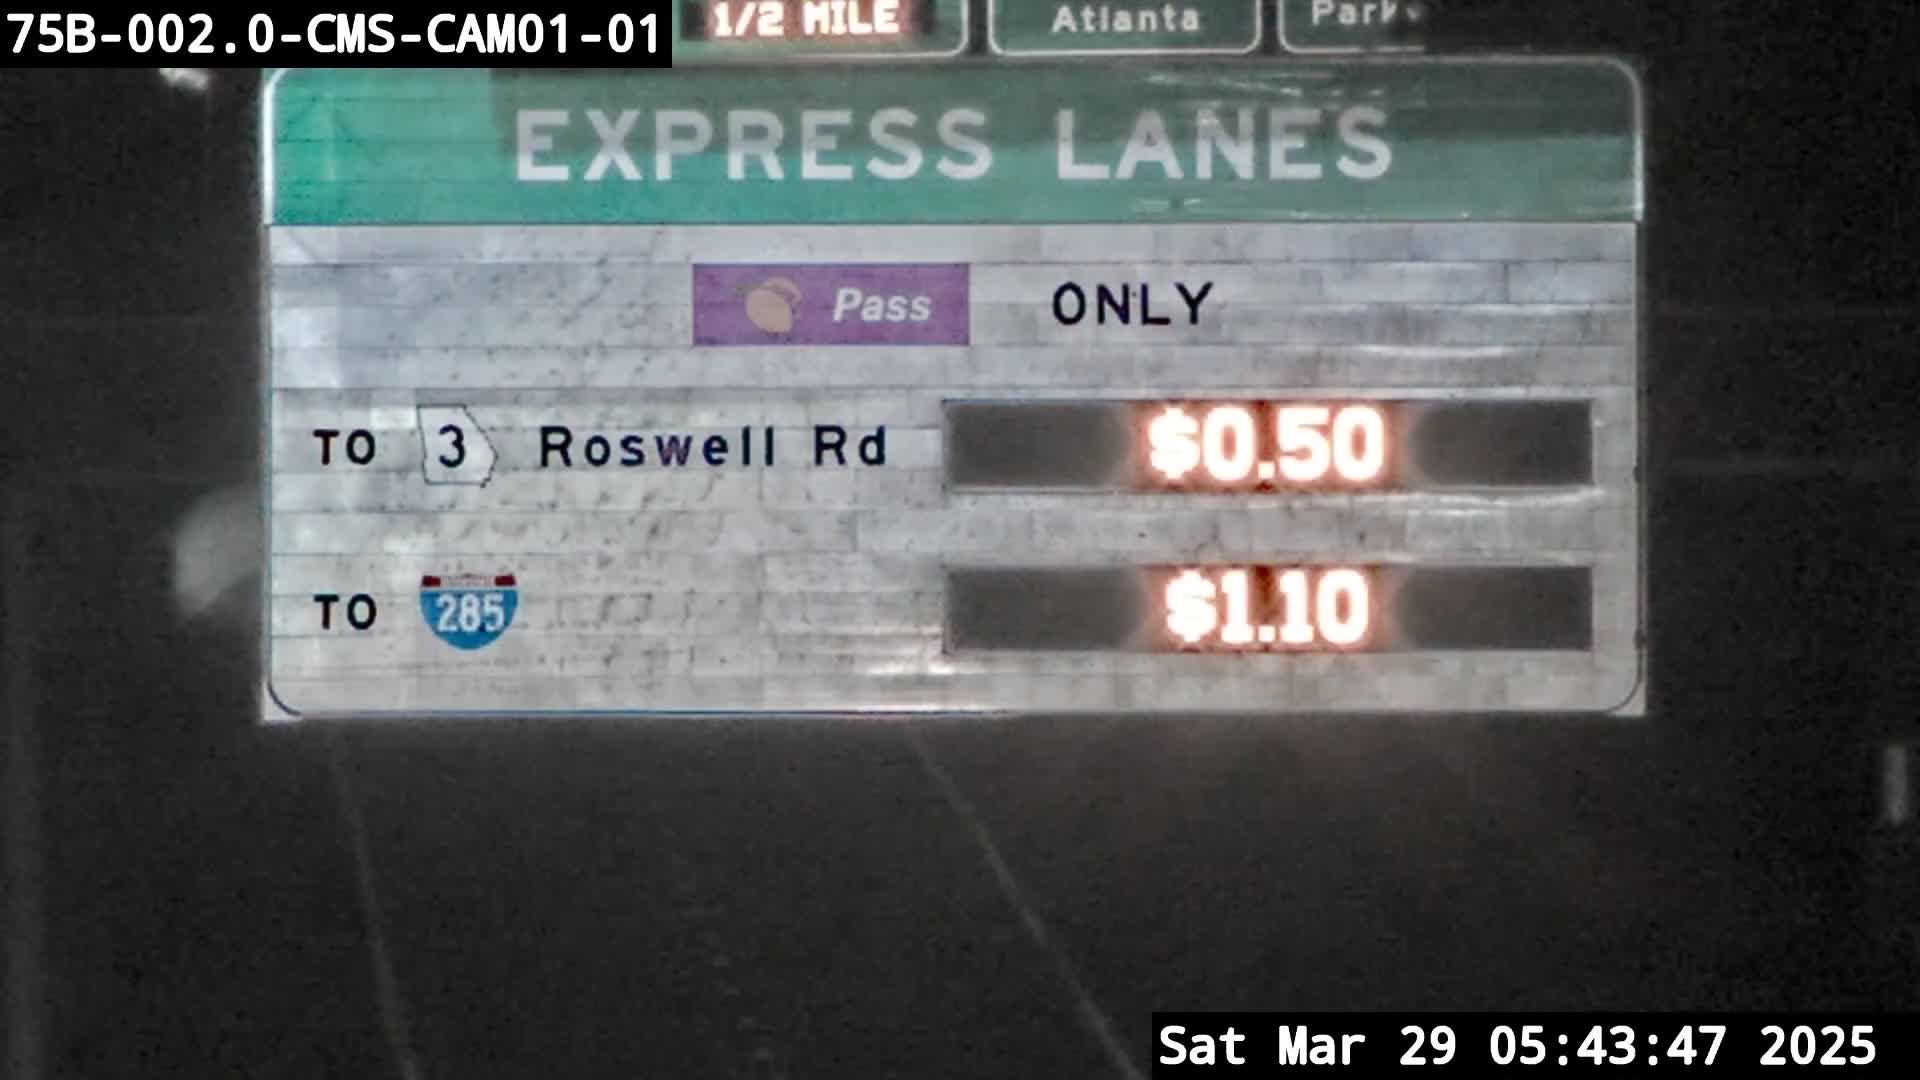 75B-002.0-CMS-CAM01-01
1/2 MILE
Atlanta
EXPRESS LANES
Pass ONLY
TO 3 Roswell Rd $0.50
TO 285 $1.10
Sat Mar 29 05:43:47 2025